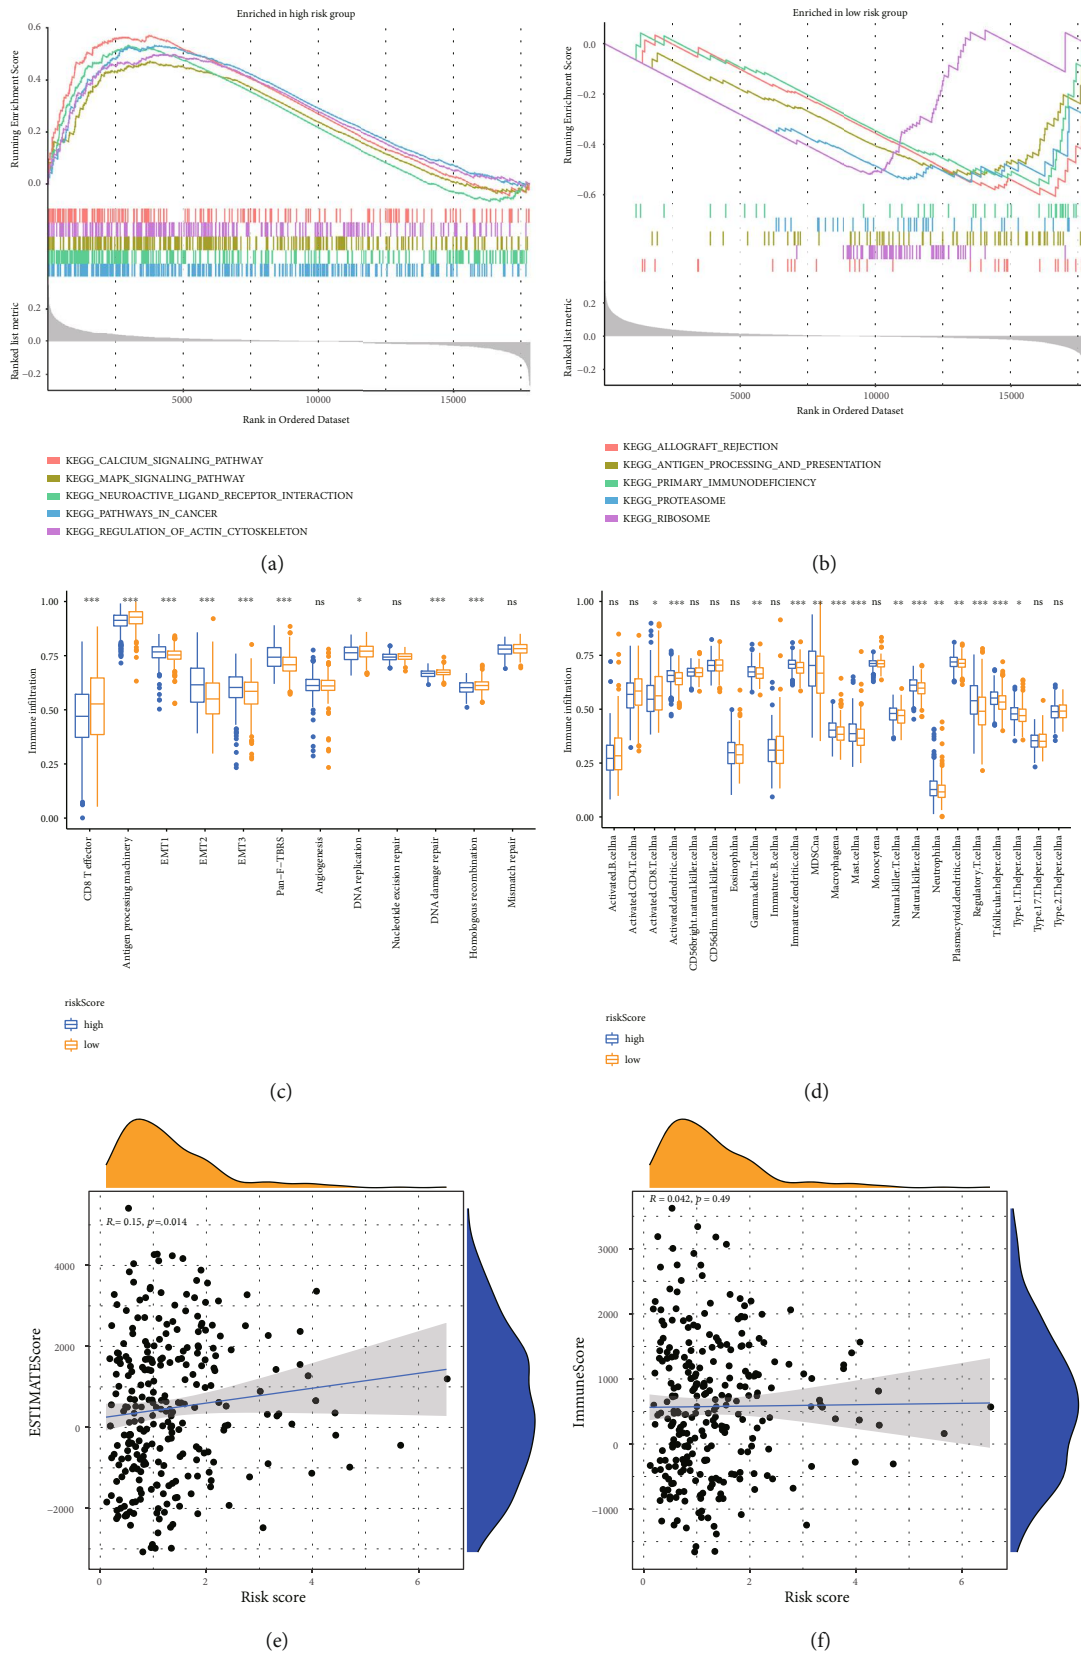 Enriched in high risk group
Running Enrichment Score
0.6
0.4
0.2
0.0
Ranked list metric
0.2
0.0
−0.2
5000
10000
15000
Rank in Ordered Dataset
KEGG_CALCIUM_SIGNALING_PATHWAY
KEGG_MAPK_SIGNALING_PATHWAY
KEGG_NEUROACTIVE_LIGAND_RECEPTOR_INTERACTION
KEGG_PATHWAYS_IN_CANCER
KEGG_REGULATION_OF_ACTIN_CYTOSKELETON
(a)
Enriched in low risk group
Running Enrichment Score
0.0
−0.2
−0.4
−0.6
Ranked list metric
0.2
0.0
−0.2
5000
10000
15000
Rank in Ordered Dataset
KEGG_ALLOGRAFT_REJECTION
KEGG_ANTIGEN_PROCESSING_AND_PRESENTATION
KEGG_PRIMARY_IMMUNODEFICIENCY
KEGG_PROTEASOME
KEGG_RIBOSOME
(b)
Immune infiltration
1.00
0.75
0.50
0.25
0.00
*** *** *** *** *** *** ns * ns *** *** ns
CD8 T effector
Antigen processing machinery
EMT1
EMT2
EMT3
Pan−F−TBRS
Angiogenesis
DNA replication
Nucleotide excision repair
DNA damage repair
Homologous recombination
Mismatch repair
riskScore
high
low
(c)
Immune infiltration
1.00
0.75
0.50
0.25
0.00
ns ns * *** ns ns ns ** ns *** ** *** *** ns ** *** ** ** *** *** * ns ns
Activated.B.cellna
Activated.CD4.T.cellna
Activated.CD8.T.cellna
Activated.dendritic.cellna
CD56bright.natural.killer.cellna
CD56dim.natural.killer.cellna
Eosinophilna
Gamma.delta.T.cellna
Immature..B.cellna
Immature.dendritic.cellna
MDSCna
Macrophagena
Mast.cellna
Monocytena
Natural.killer.T.cellna
Natural.killer.cellna
Neutrophilna
Plasmacytoid.dendritic.cellna
Regulatory.T.cellna
T.follicular.helper.cellna
Type.1.T.helper.cellna
Type.17.T.helper.cellna
Type.2.T.helper.cellna
riskScore
high
low
(d)
R = 0.15, p = 0.014
ESTIMATEScore
4000
2000
0
−2000
0
2
4
6
Risk score
(e)
R = 0.042, p = 0.49
ImmuneScore
3000
2000
1000
0
−1000
0
2
4
6
Risk score
(f)